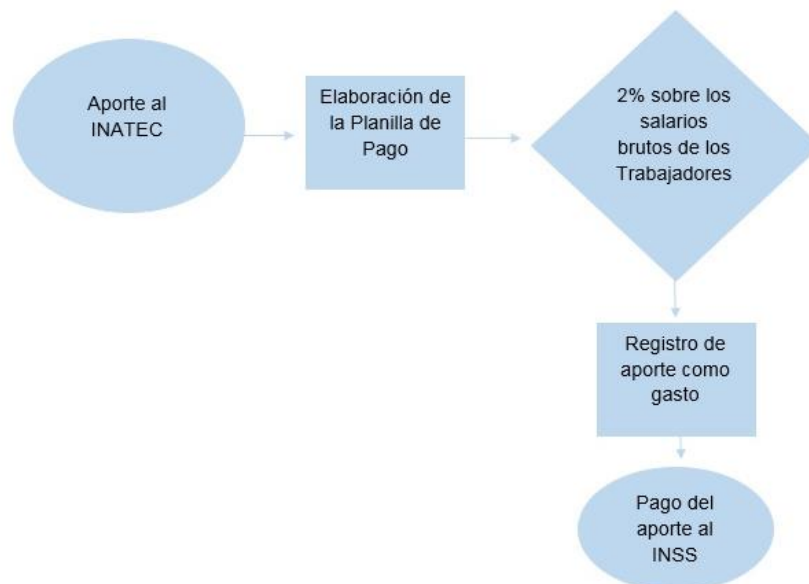 Aporte al
INATEC
Elaboración de
la Planilla de
Pago
2% sobre los
salarios
brutos de los
Trabajadores
Registro de
aporte como
gasto
Pago del
aporte al
INSS